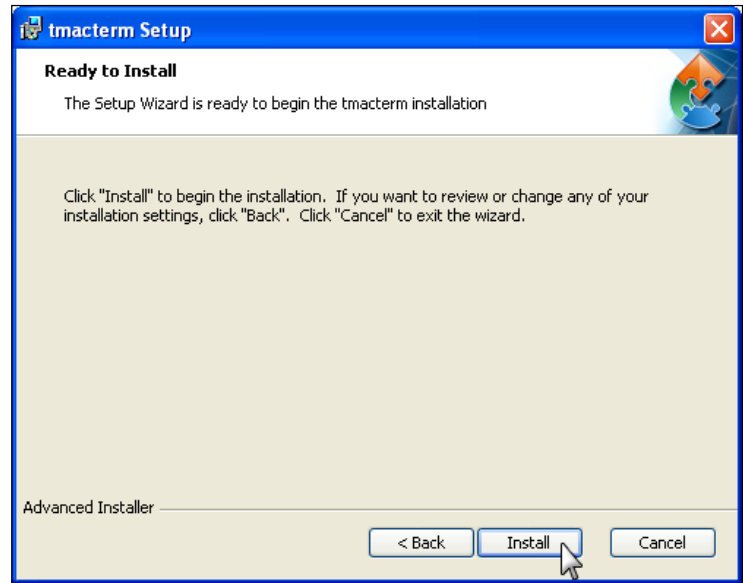 tmacterm Setup
Ready to Install
The Setup Wizard is ready to begin the tmacterm installation
Click "Install" to begin the installation.  If you want to review or change any of your
installation settings, click "Back".  Click "Cancel" to exit the wizard.
Advanced Installer
< Back Install Cancel